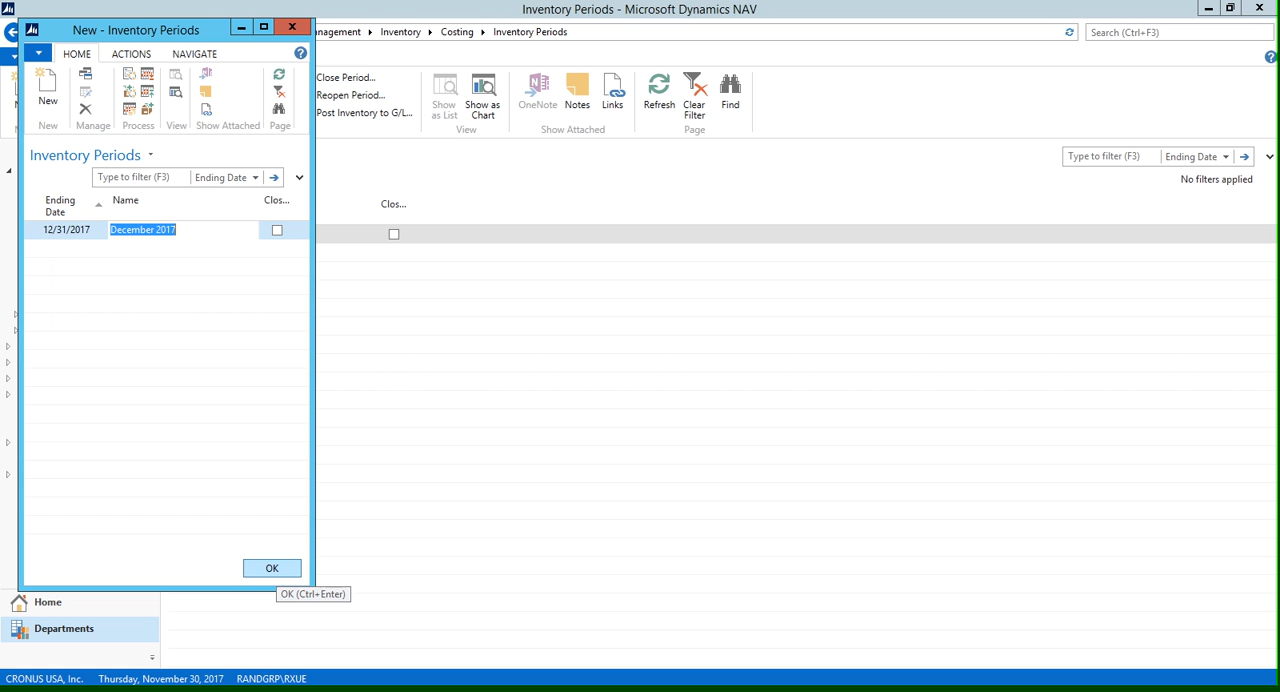 Inventory Periods - Microsoft Dynamics NAV
New - Inventory Periods
nagement ▸ Inventory ▸ Costing ▸ Inventory Periods
Search (Ctrl+F3)
HOME ACTIONS NAVIGATE
Close Period...
Reopen Period...
Post Inventory to G/L...
New
Show as List
Show as Chart
OneNote
Notes
Links
Refresh
Clear Filter
Find
New Manage Process View Show Attached Page
View Show Attached Page
Inventory Periods
Type to filter (F3) Ending Date
Type to filter (F3) Ending Date
No filters applied
Ending Date Name Clos...
Clos...
12/31/2017 December 2017
OK
OK (Ctrl+Enter)
Home
Departments
CRONUS USA, Inc. Thursday, November 30, 2017 RANDGRP\RXUE